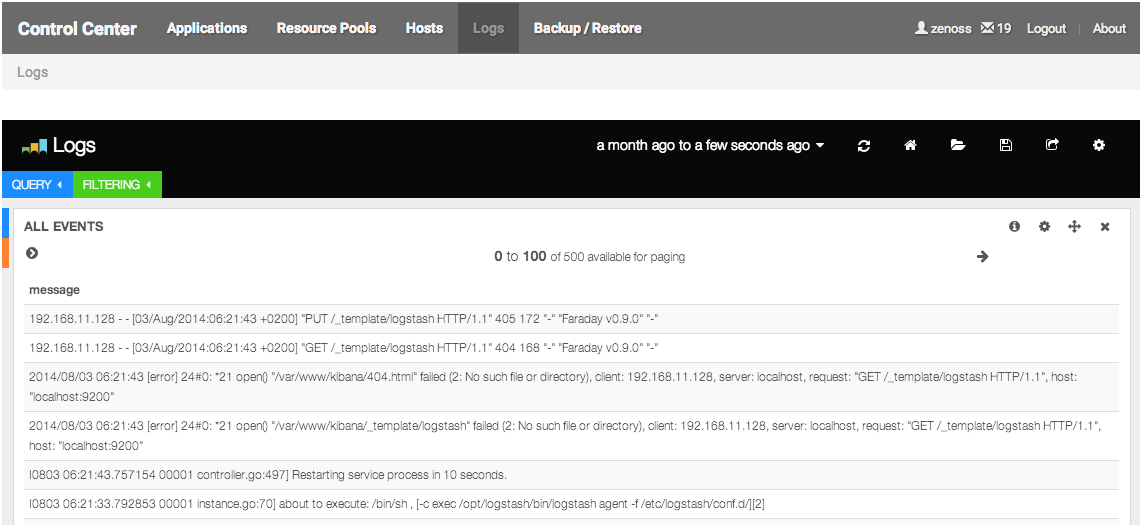 Control Center Applications Resource Pools Hosts Logs Backup / Restore zenoss 19 Logout | About
Logs
Logs a month ago to a few seconds ago
QUERY FILTERING
ALL EVENTS
0 to 100 of 500 available for paging
message
192.168.11.128 - - [03/Aug/2014:06:21:43 +0200] "PUT /_template/logstash HTTP/1.1" 405 172 "-" "Faraday v0.9.0" "-"
192.168.11.128 - - [03/Aug/2014:06:21:43 +0200] "GET /_template/logstash HTTP/1.1" 404 168 "-" "Faraday v0.9.0" "-"
2014/08/03 06:21:43 [error] 24#0: *21 open() "/var/www/kibana/404.html" failed (2: No such file or directory), client: 192.168.11.128, server: localhost, request: "GET /_template/logstash HTTP/1.1", host:
"localhost:9200"
2014/08/03 06:21:43 [error] 24#0: *21 open() "/var/www/kibana/_template/logstash" failed (2: No such file or directory), client: 192.168.11.128, server: localhost, request: "GET /_template/logstash HTTP/1.1",
host: "localhost:9200"
I0803 06:21:43.757154 00001 controller.go:497] Restarting service process in 10 seconds.
I0803 06:21:33.792853 00001 instance.go:70] about to execute: /bin/sh , [-c exec /opt/logstash/bin/logstash agent -f /etc/logstash/conf.d/][2]